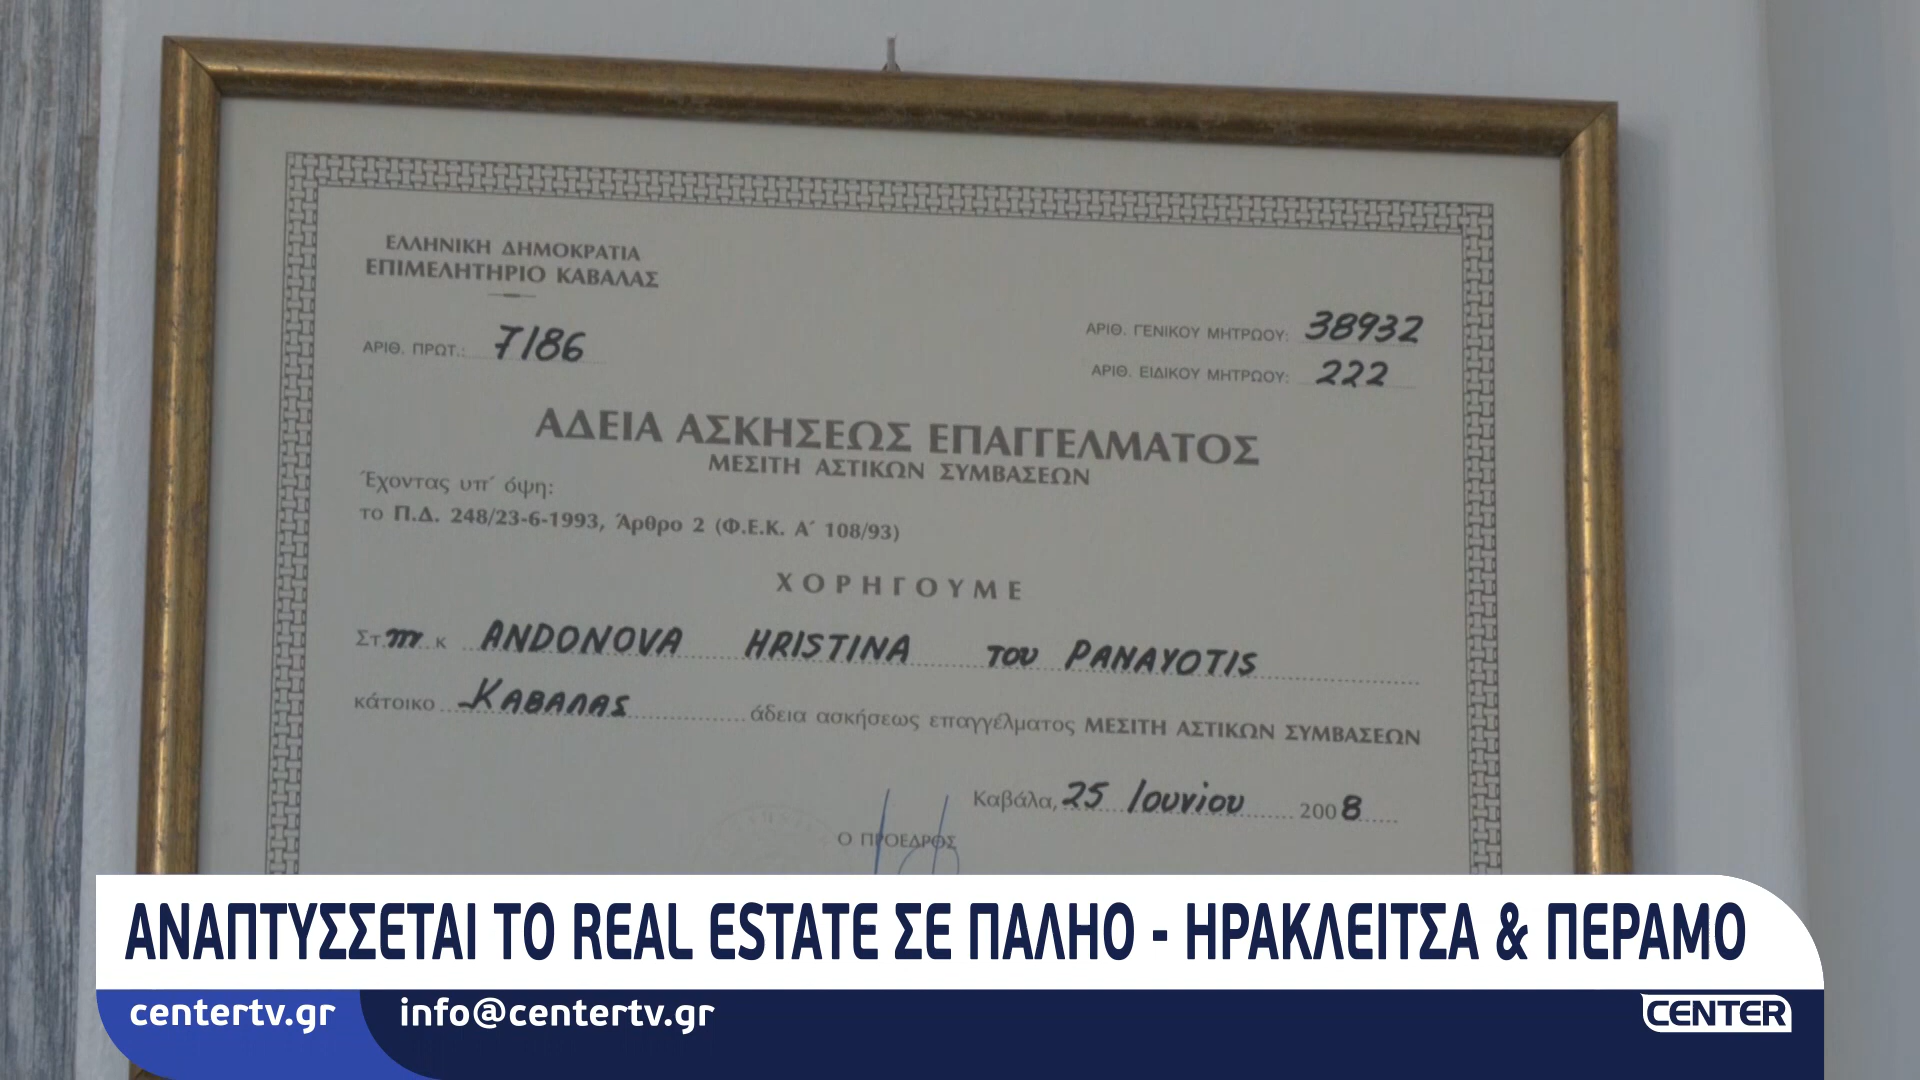 ΕΛΛΗΝΙΚΗ ΔΗΜΟΚΡΑΤΙΑ
ΕΠΙΜΕΛΗΤΗΡΙΟ ΚΑΒΑΛΑΣ
ΑΡΙΘ. ΠΡΩΤ.: 7186
ΑΡΙΘ. ΓΕΝΙΚΟΥ ΜΗΤΡΩΟΥ: 38932
ΑΡΙΘ. ΕΙΔΙΚΟΥ ΜΗΤΡΩΟΥ: 222
ΑΔΕΙΑ ΑΣΚΗΣΕΩΣ ΕΠΑΓΓΕΛΜΑΤΟΣ
ΜΕΣΙΤΗ ΑΣΤΙΚΩΝ ΣΥΜΒΑΣΕΩΝ
Έχοντας υπ΄ όψη:
το Π.Δ. 248/23-6-1993, Άρθρο 2 (Φ.Ε.Κ. Α΄ 108/93)
ΧΟΡΗΓΟΥΜΕ
Στ ην κ ANDONOVA HRISTINA του PANAYOTIS
κάτοικο ΚΑΒΑΛΑΣ άδεια ασκήσεως επαγγέλματος ΜΕΣΙΤΗ ΑΣΤΙΚΩΝ ΣΥΜΒΑΣΕΩΝ
Καβάλα, 25 Ιουνίου 2008
Ο ΠΡΟΕΔΡΟΣ
ΑΝΑΠΤΥΣΣΕΤΑΙ ΤΟ REAL ESTATE ΣΕ ΠΑΛΗΟ - ΗΡΑΚΛΕΙΤΣΑ & ΠΕΡΑΜΟ
centertv.gr info@centertv.gr CENTER